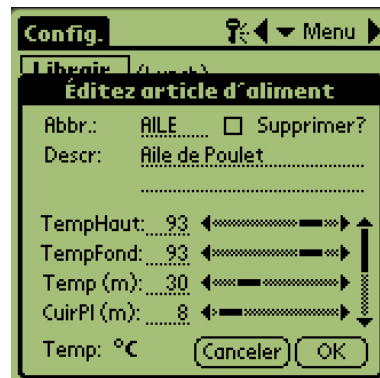 Config. Menu
Éditez article d´aliment
Abbr.: AILE Supprimer?
Descr: Aile de Poulet
TempHaut: 93
TempFond: 93
Temp (m): 30
CuirPl (m): 8
Temp: °C Canceler OK